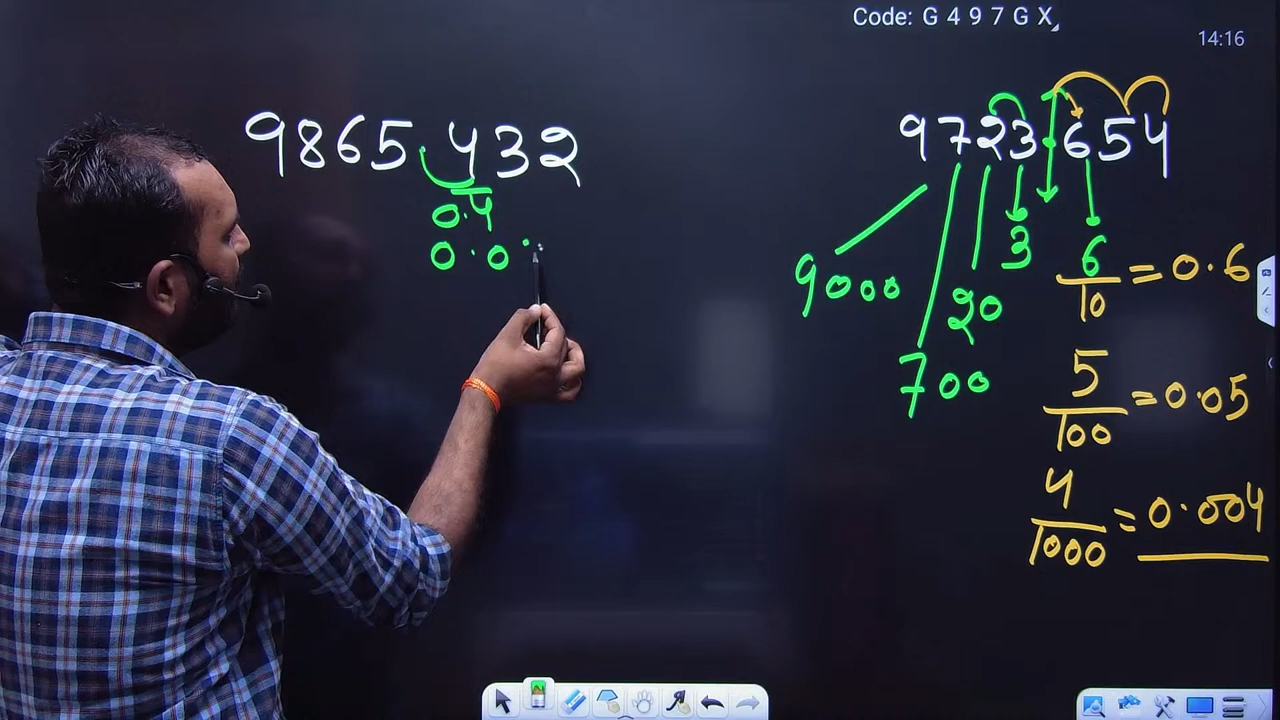 Code: G 4 9 7 G X
14:16
9865 432
0.4
0.0
9723.654
3
9000
20
700
6/10 = 0.6
5/100 = 0.05
4/1000 = 0.004